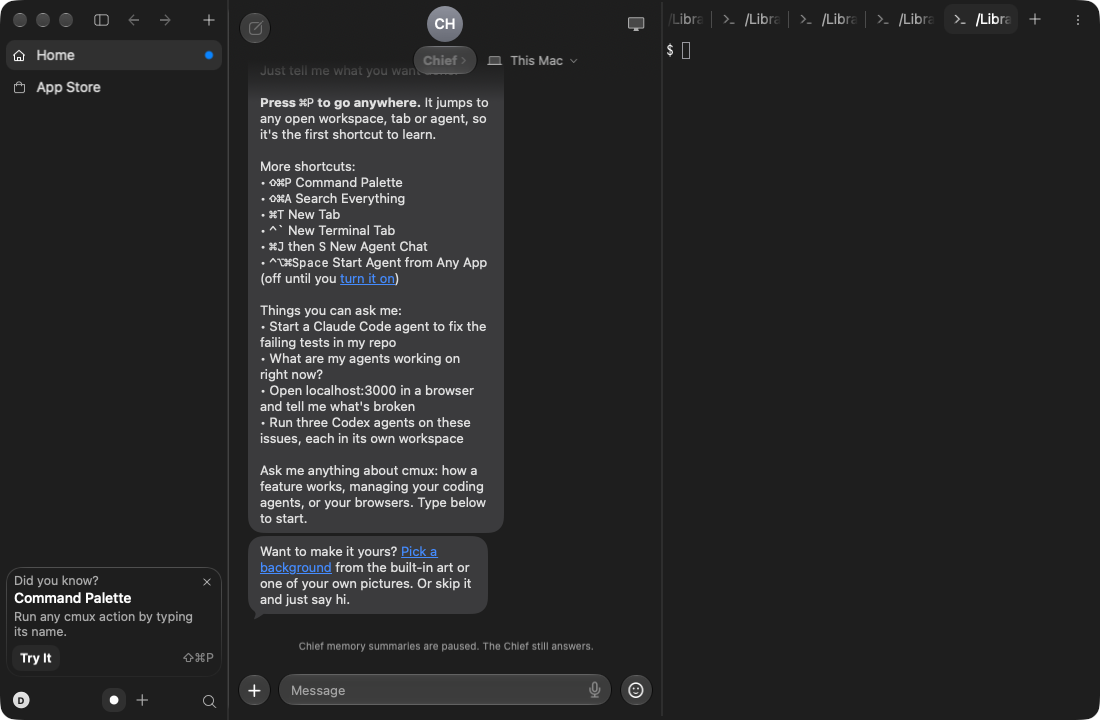 Home
App Store
Did you know?
Command Palette
Run any cmux action by typing
its name.
Try It
⇧⌘P
D
CH
Chief
This Mac
Just tell me what you want done.
Press ⌘P to go anywhere. It jumps to
any open workspace, tab or agent, so
it's the first shortcut to learn.
More shortcuts:
• ⇧⌘P Command Palette
• ⇧⌘A Search Everything
• ⌘T New Tab
• ^` New Terminal Tab
• ⌘J then S New Agent Chat
• ^⌥⌘Space Start Agent from Any App
(off until you turn it on)
Things you can ask me:
• Start a Claude Code agent to fix the
failing tests in my repo
• What are my agents working on
right now?
• Open localhost:3000 in a browser
and tell me what's broken
• Run three Codex agents on these
issues, each in its own workspace
Ask me anything about cmux: how a
feature works, managing your coding
agents, or your browsers. Type below
to start.
Want to make it yours? Pick a
background from the built-in art or
one of your own pictures. Or skip it
and just say hi.
Chief memory summaries are paused. The Chief still answers.
Message
/Libra
/Libra
/Libra
/Libra
/Libra
$